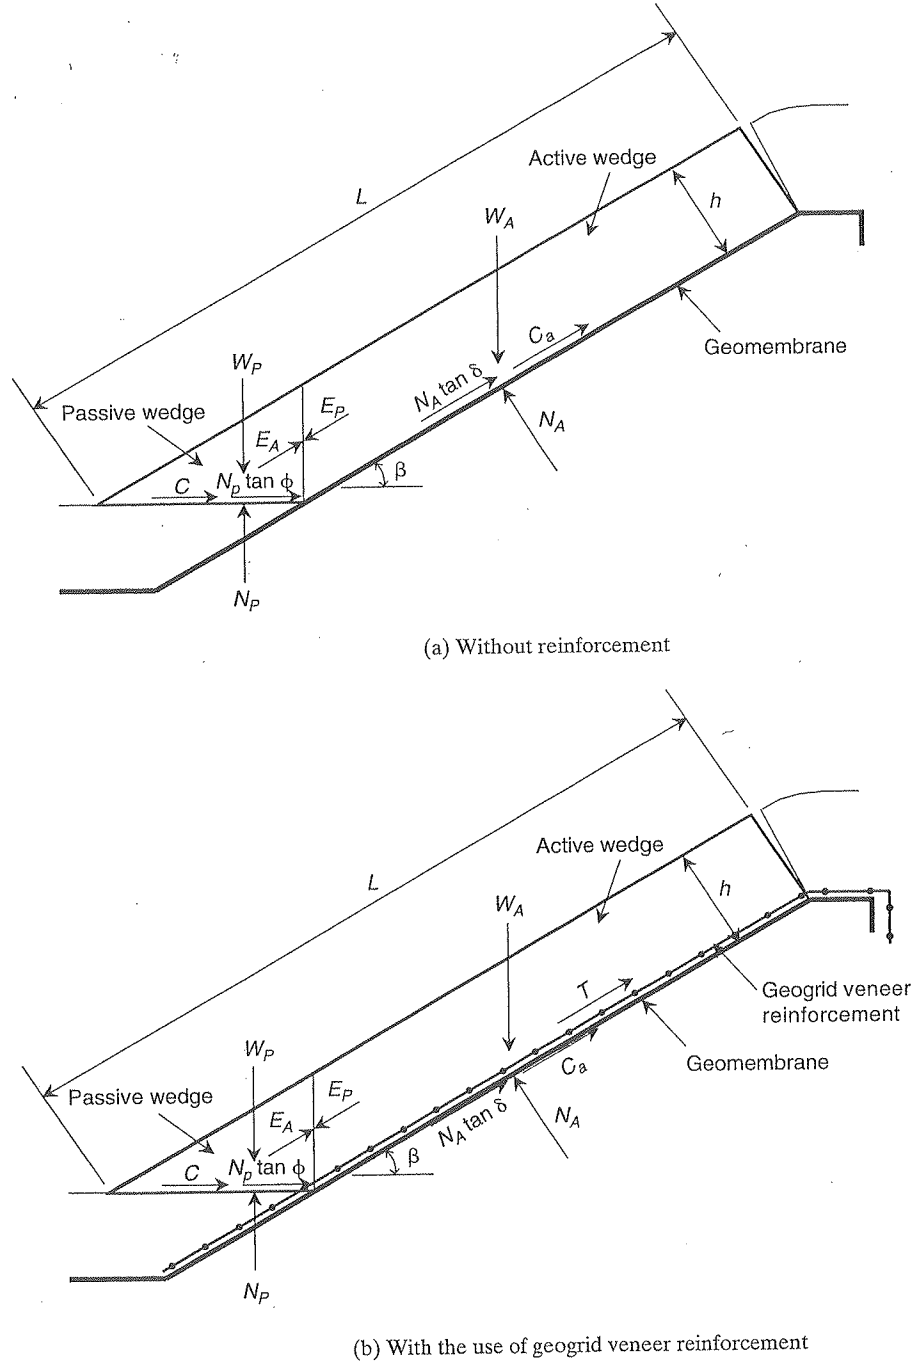 L
Active wedge
h
W_A
C_a
Geomembrane
N_A tan δ
W_P
E_P
Passive wedge
N_A
E_A
β
C
N_p tan ϕ
N_P
(a) Without reinforcement
L
Active wedge
h
W_A
T
Geogrid veneer
reinforcement
W_P
C_a
Geomembrane
E_P
Passive wedge
E_A
N_A tan δ
N_A
β
C
N_p tan ϕ
N_P
(b) With the use of geogrid veneer reinforcement